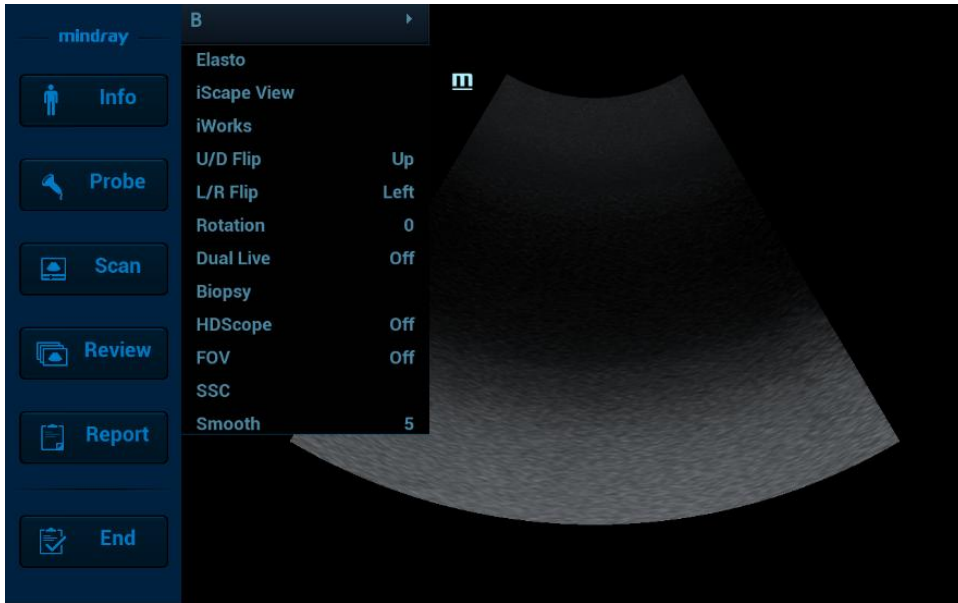 mindray
Info
Probe
Scan
Review
Report
End
B
Elasto
iScape View
iWorks
U/D Flip Up
L/R Flip Left
Rotation 0
Dual Live Off
Biopsy
HDScope Off
FOV Off
SSC
Smooth 5
m